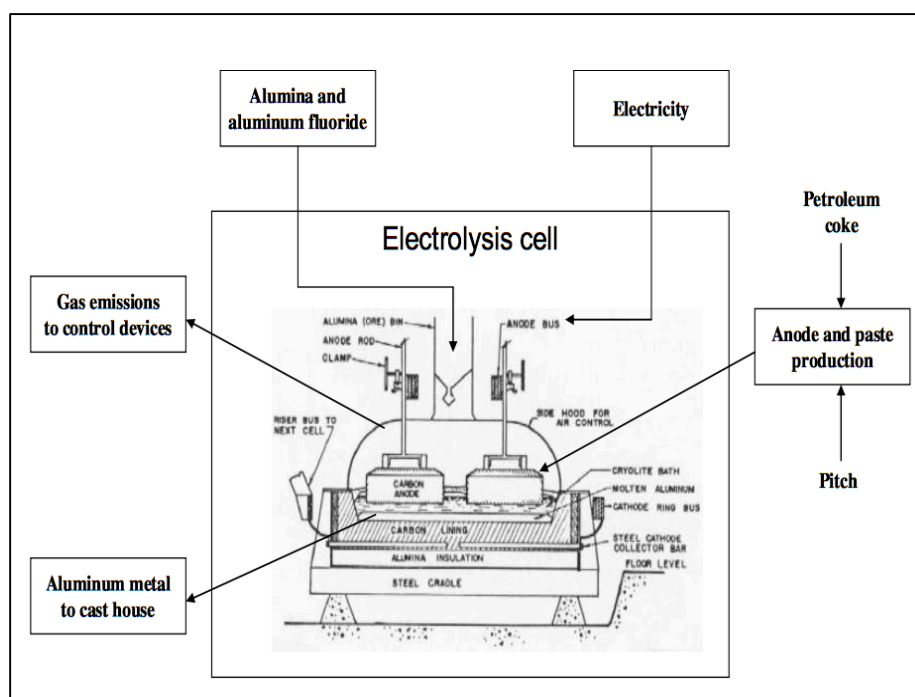 Alumina and
aluminum fluoride
Electricity
Petroleum
coke
Electrolysis cell
Gas emissions
to control devices
Anode and paste
production
Pitch
Aluminum metal
to cast house
ALUMINA (ORE) BIN
ANODE ROD
CLAMP
ANODE BUS
RISER BUS TO
NEXT CELL
SIDE HOOD FOR
AIR CONTROL
CARBON
ANODE
CRYOLITE BATH
MOLTEN ALUMINUM
CATHODE RING BUS
CARBON LINING
STEEL CATHODE
COLLECTOR BAR
ALUMINA INSULATION
FLOOR LEVEL
STEEL CRADLE